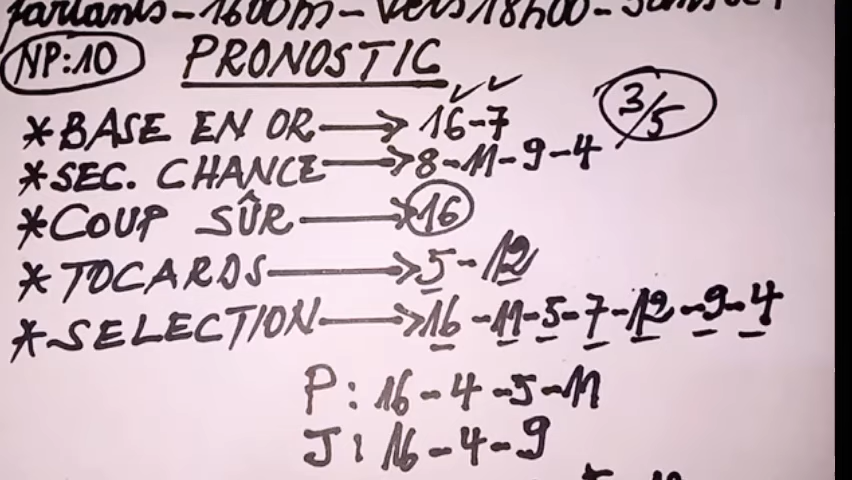 partants - 1600m - vers 18h00 -
NP:10 PRONOSTIC
*BASE EN OR → 16-7 3/5
*SEC. CHANCE → 8-11-9-4
*COUP SÛR → 16
*TOCARDS → 5-12
*SELECTION → 16-11-5-7-12-9-4
P: 16-4-5-11
J: 16-4-9